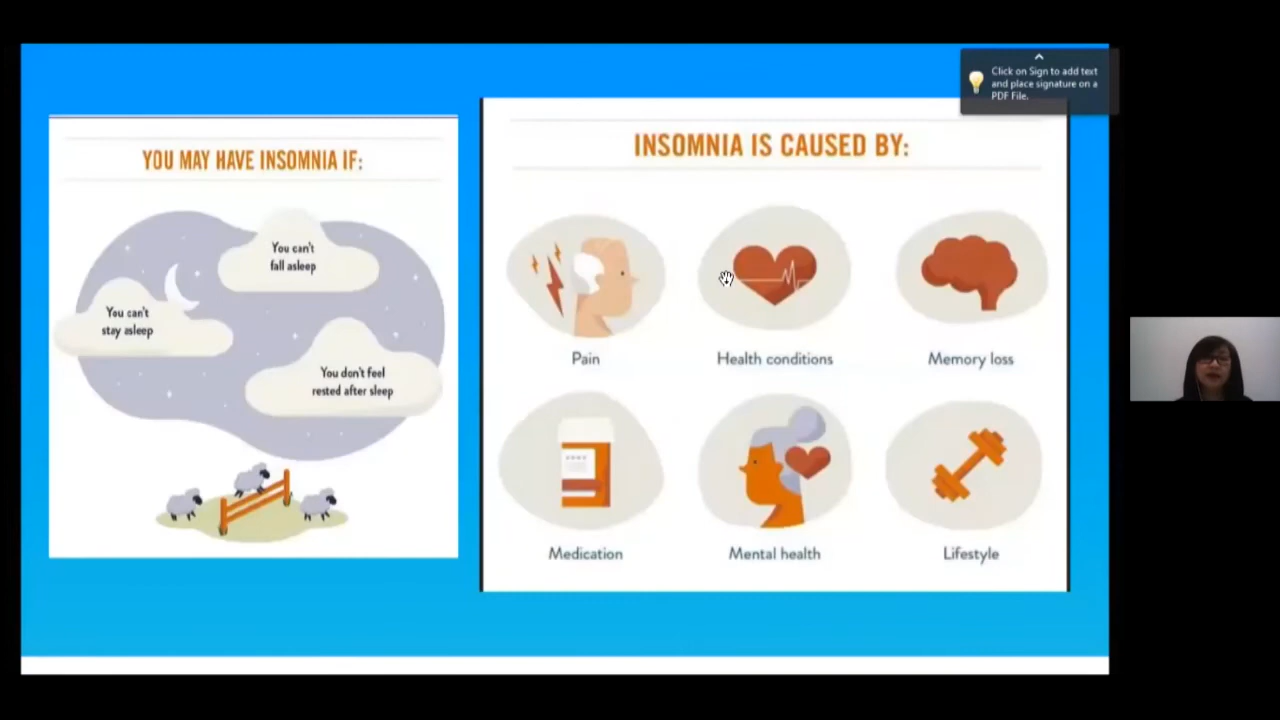 Click on Sign to add text
and place signature on a
PDF File.
YOU MAY HAVE INSOMNIA IF:
You can't
fall asleep
You can't
stay asleep
You don't feel
rested after sleep
INSOMNIA IS CAUSED BY:
Pain
Health conditions
Memory loss
Medication
Mental health
Lifestyle